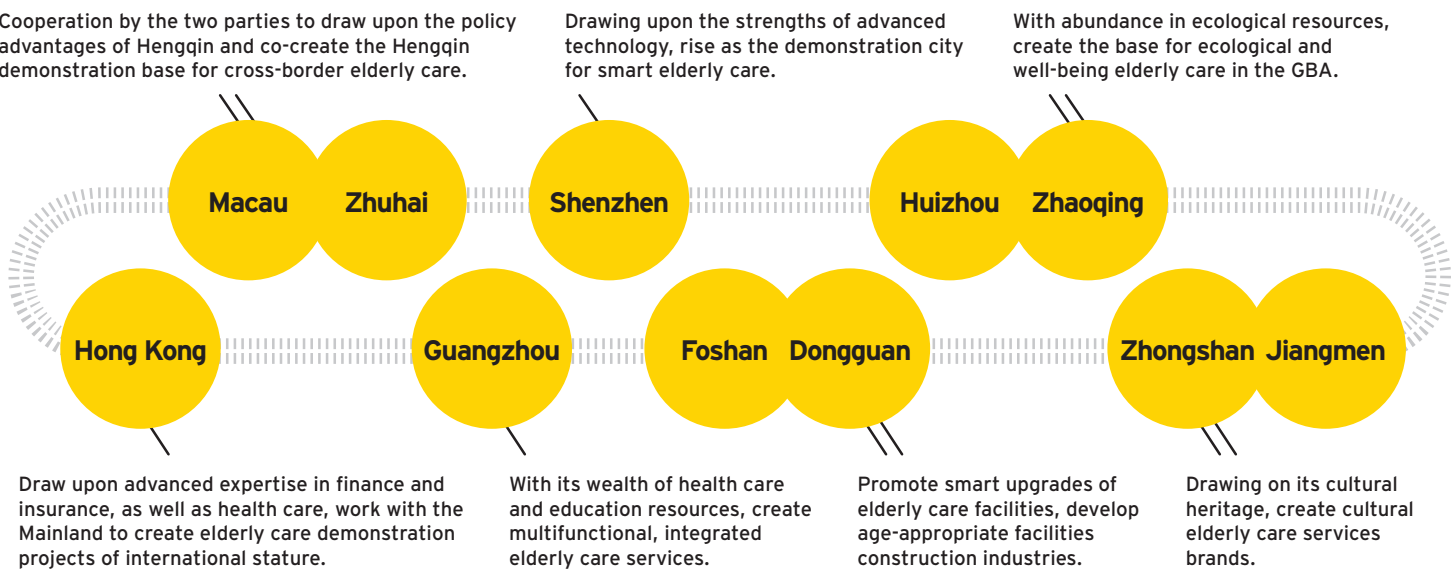 Cooperation by the two parties to draw upon the policy
advantages of Hengqin and co-create the Hengqin
demonstration base for cross-border elderly care.
Drawing upon the strengths of advanced
technology, rise as the demonstration city
for smart elderly care.
With abundance in ecological resources,
create the base for ecological and
well-being elderly care in the GBA.
Macau
Zhuhai
Shenzhen
Huizhou
Zhaoqing
Hong Kong
Guangzhou
Foshan
Dongguan
Zhongshan
Jiangmen
Draw upon advanced expertise in finance and
insurance, as well as health care, work with the
Mainland to create elderly care demonstration
projects of international stature.
With its wealth of health care
and education resources, create
multifunctional, integrated
elderly care services.
Promote smart upgrades of
elderly care facilities, develop
age-appropriate facilities
construction industries.
Drawing on its cultural
heritage, create cultural
elderly care services
brands.